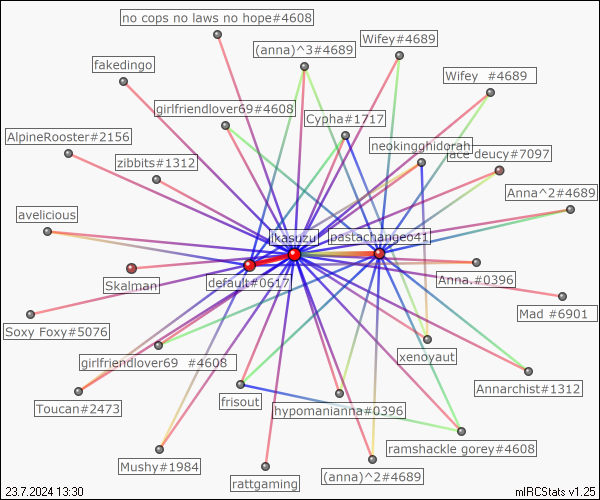 no cops no laws no hope#4608
(anna)^3#4689
Wifey#4689
fakedingo
Wifey  #4689
girlfriendlover69#4608
Cypha#1717
AlpineRooster#2156
neokingghidorah
zibbits#1312
ace deucy#7097
Anna^2#4689
avelicious
ikasuzu
pastachange041
Skalman
default#0617
Anna.#0396
Mad #6901
Soxy Foxy#5076
girlfriendlover69  #4608
xenoyaut
Annarchist#1312
Toucan#2473
frisout
hypomanianna#0396
ramshackle gorey#4608
Mushy#1984
rattgaming
(anna)^2#4689
23.7.2024 13:30
mIRCStats v1.25